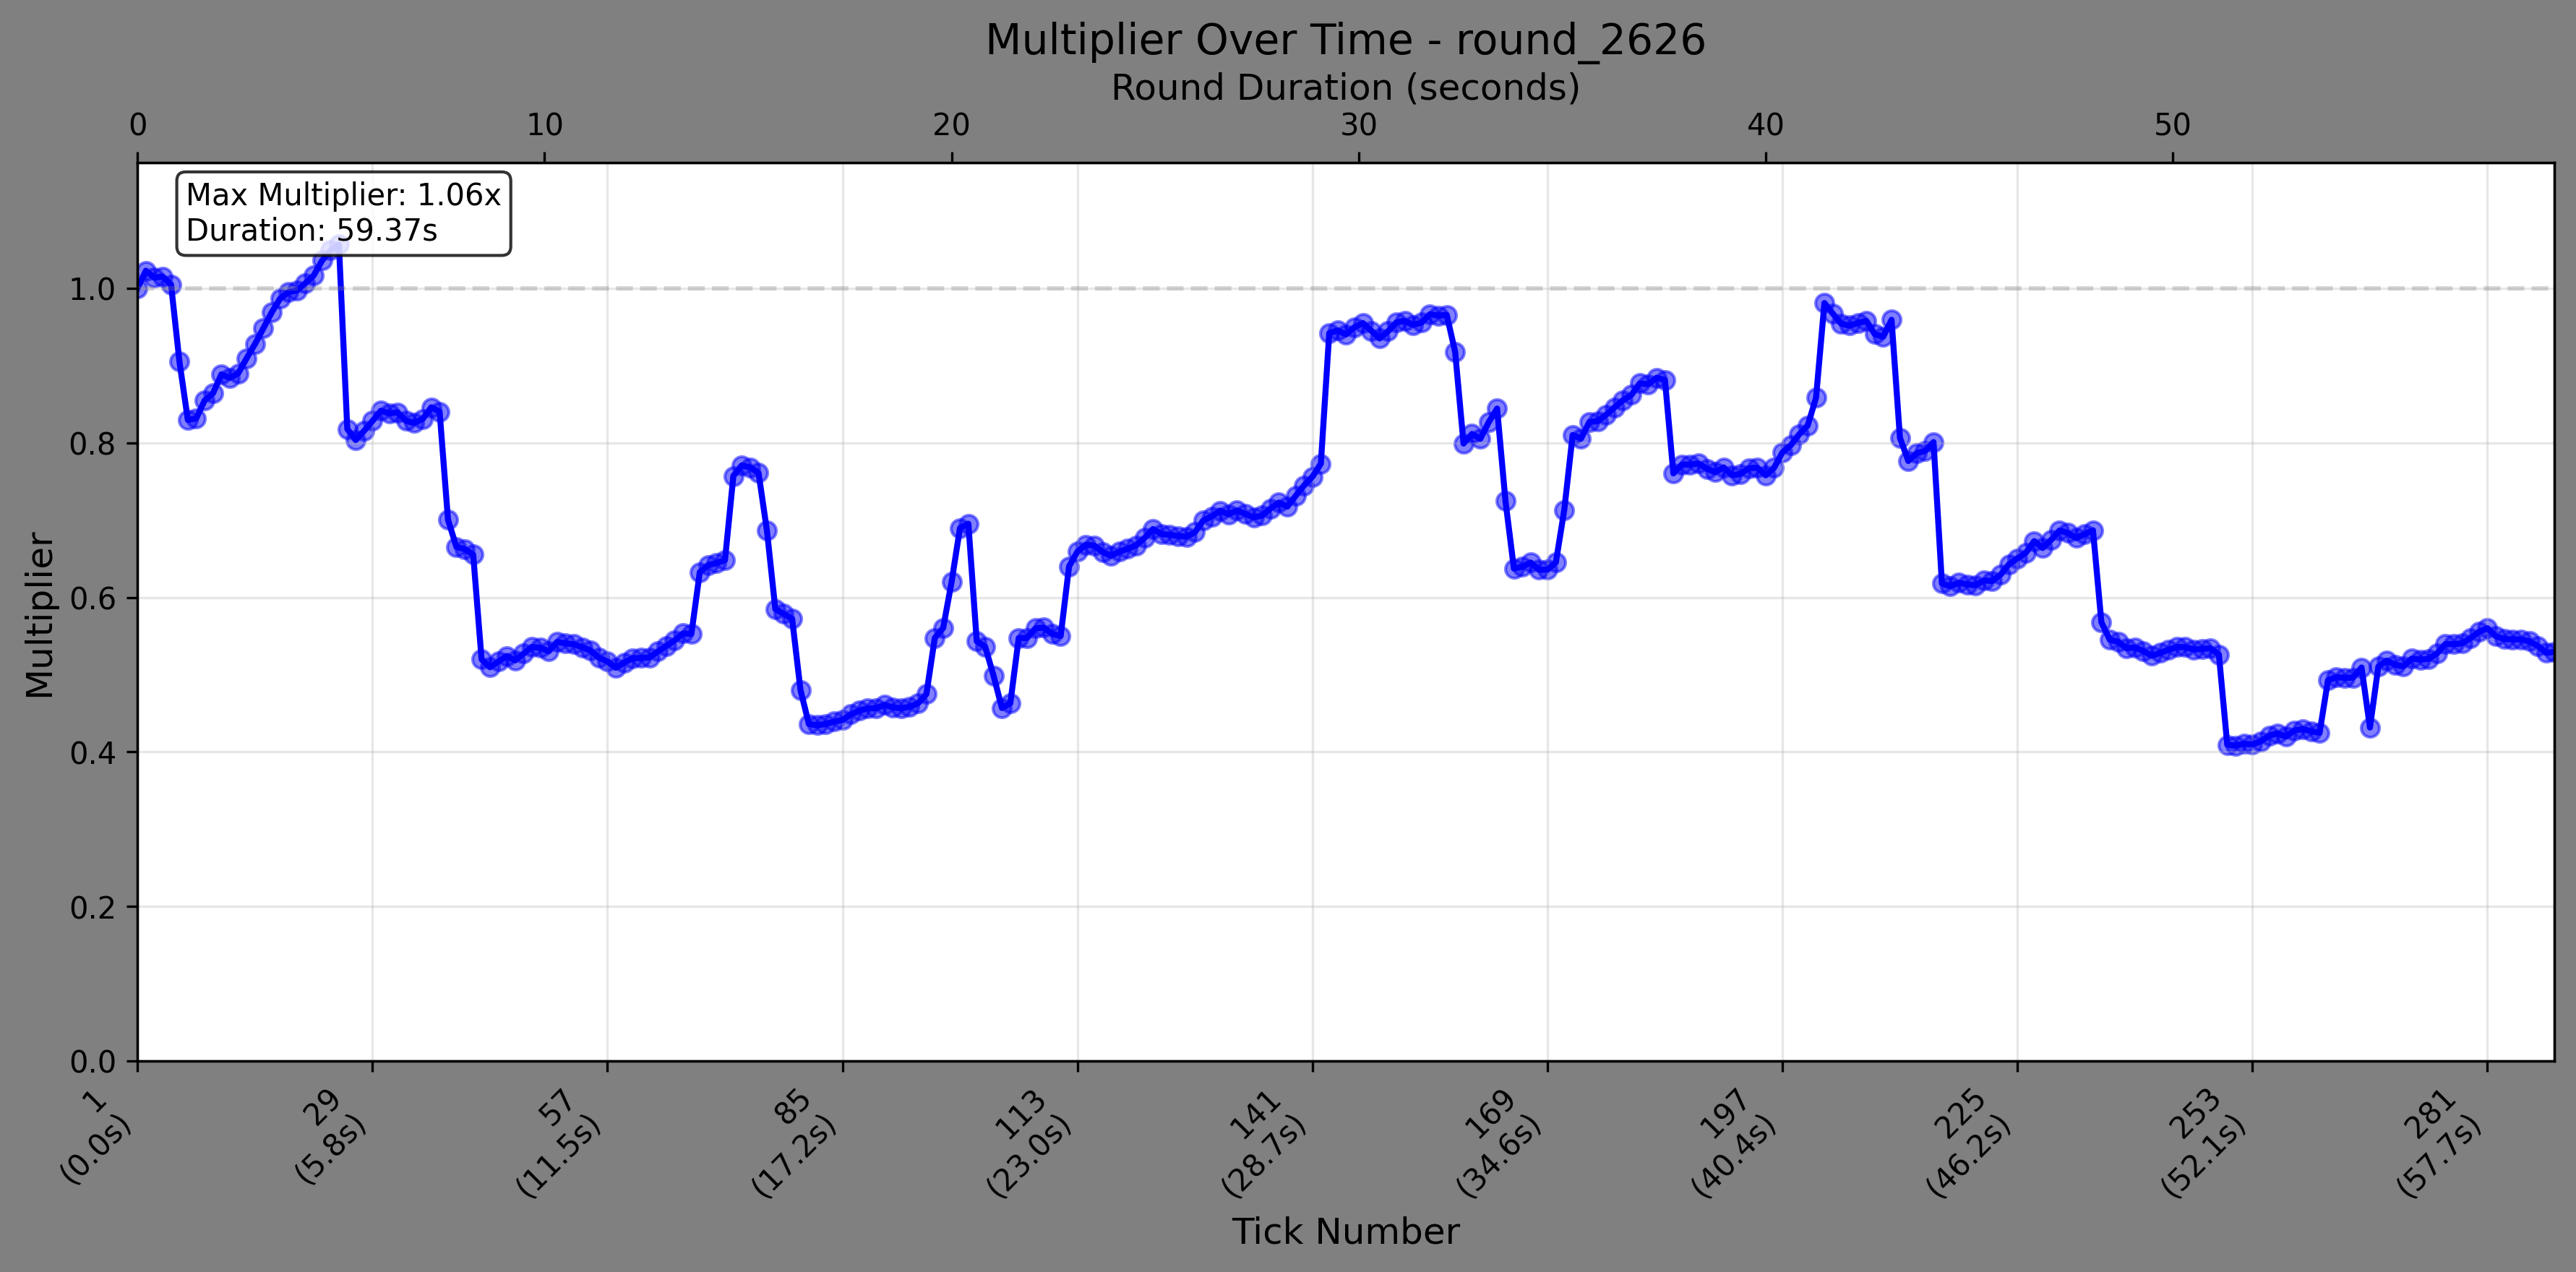 Multiplier Over Time - round_2626
Round Duration (seconds)
0 10 20 30 40 50
Max Multiplier: 1.06x
Duration: 59.37s
Multiplier
1.0
0.8
0.6
0.4
0.2
0.0
1 29 57 85 113 141 169 197 225 253 281
(0.0s) (5.8s) (11.5s) (17.2s) (23.0s) (28.7s) (34.6s) (40.4s) (46.2s) (52.1s) (57.7s)
Tick Number